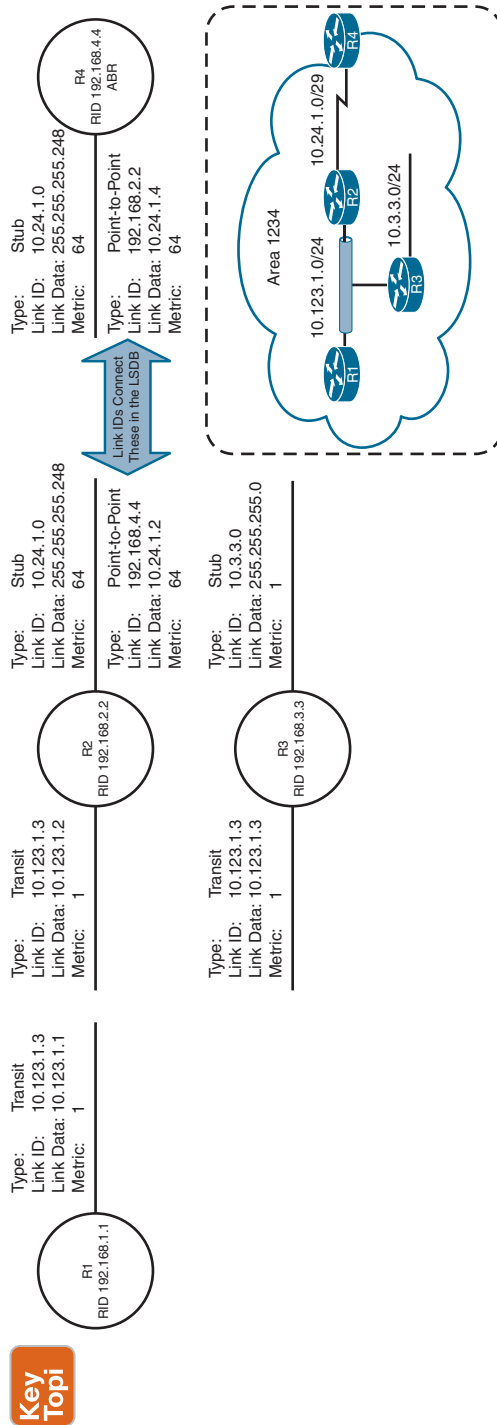 Key
Topi
R1
RID 192.168.1.1
Type: Transit
Link ID: 10.123.1.3
Link Data: 10.123.1.1
Metric: 1
Type: Transit
Link ID: 10.123.1.3
Link Data: 10.123.1.2
Metric: 1
R2
RID 192.168.2.2
Type: Stub
Link ID: 10.24.1.0
Link Data: 255.255.255.248
Metric: 64
Type: Point-to-Point
Link ID: 192.168.4.4
Link Data: 10.24.1.2
Metric: 64
Link IDs Connect
These in the LSDB
Type: Stub
Link ID: 10.24.1.0
Link Data: 255.255.255.248
Metric: 64
Type: Point-to-Point
Link ID: 192.168.2.2
Link Data: 10.24.1.4
Metric: 64
R4
RID 192.168.4.4
ABR
Type: Transit
Link ID: 10.123.1.3
Link Data: 10.123.1.3
Metric: 1
R3
RID 192.168.3.3
Type: Stub
Link ID: 10.3.3.0
Link Data: 255.255.255.0
Metric: 1
Area 1234
10.123.1.0/24
10.24.1.0/29
R1
R2
R4
10.3.3.0/24
R3